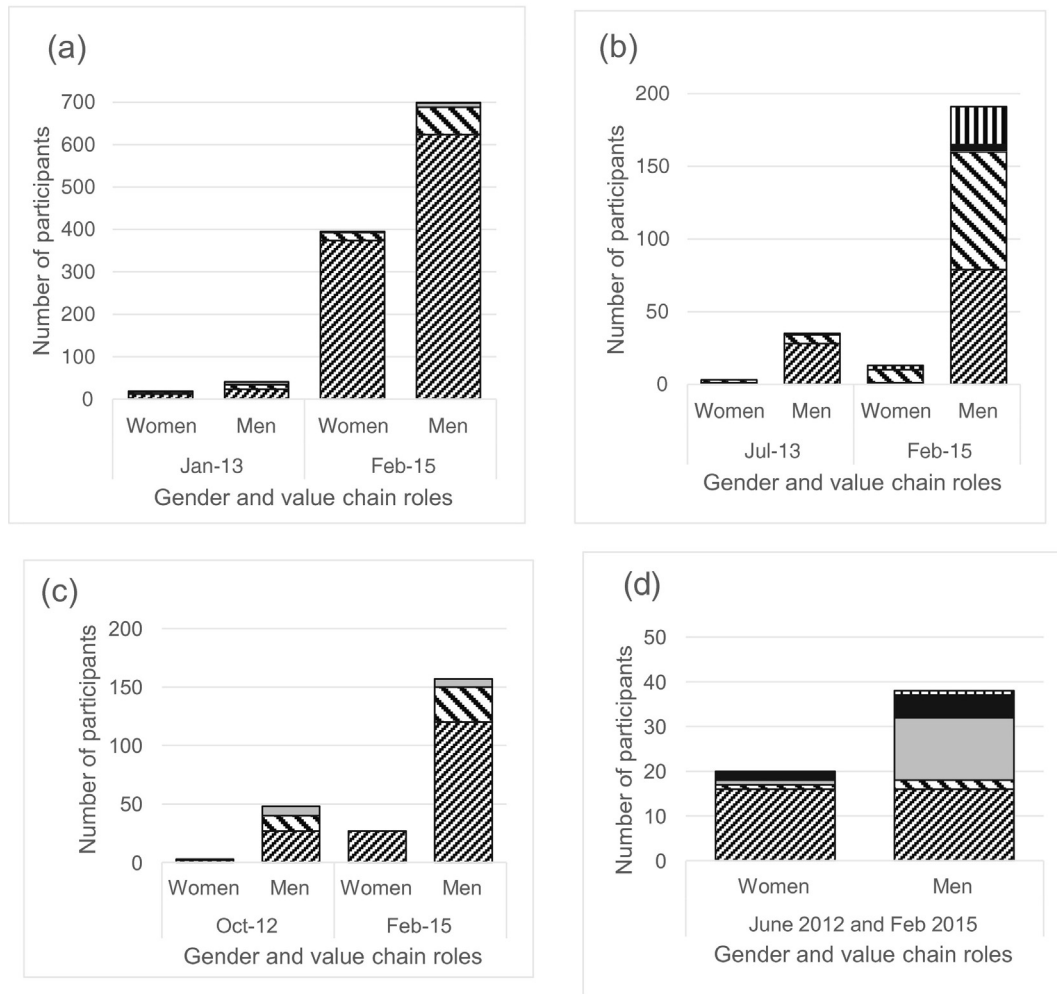 (a)
Number of participants
700
600
500
400
300
200
100
0
Women Men Women Men
Jan-13 Feb-15
Gender and value chain roles
(b)
Number of participants
200
150
100
50
0
Women Men Women Men
Jul-13 Feb-15
Gender and value chain roles
(c)
Number of participants
200
150
100
50
0
Women Men Women Men
Oct-12 Feb-15
Gender and value chain roles
(d)
Number of participants
50
40
30
20
10
0
Women Men
June 2012 and Feb 2015
Gender and value chain roles